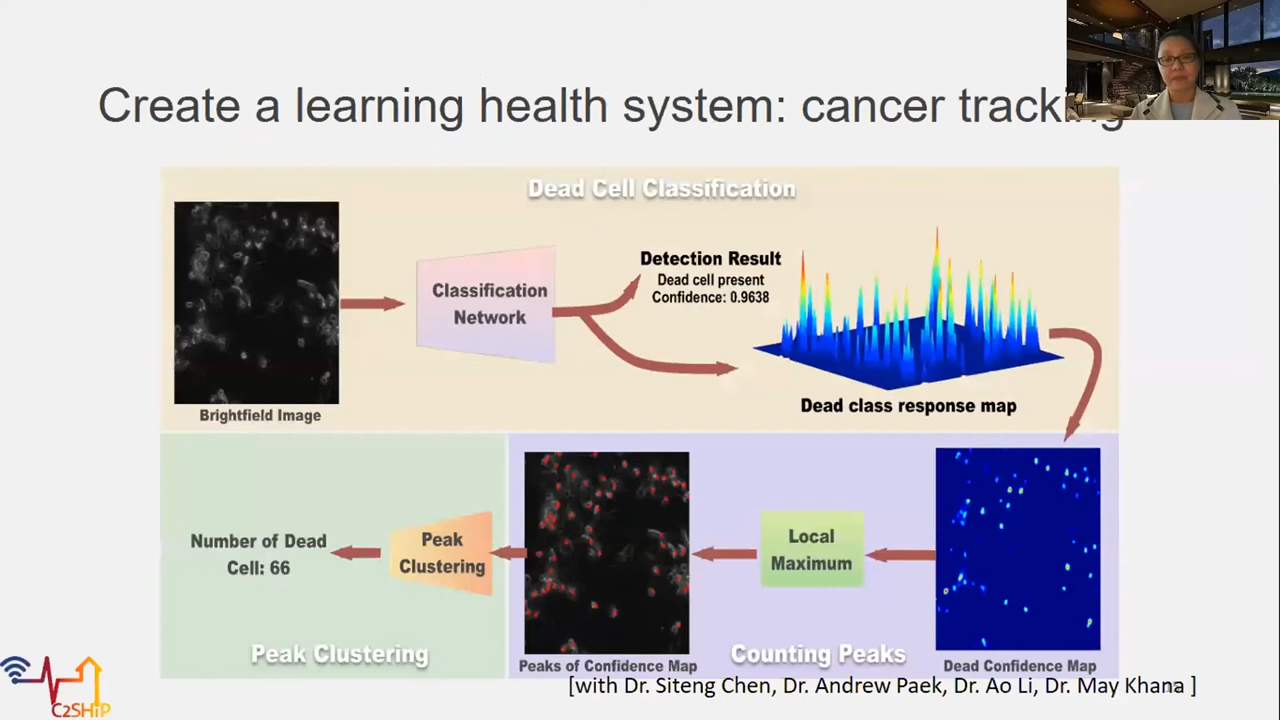 Create a learning health system: cancer tracking
Dead Cell Classification
Brightfield Image
Classification
Network
Detection Result
Dead cell present
Confidence: 0.9638
Dead class response map
Number of Dead
Cell: 66
Peak
Clustering
Peak Clustering
Peaks of Confidence Map
Local
Maximum
Counting Peaks
Dead Confidence Map
[with Dr. Siteng Chen, Dr. Andrew Paek, Dr. Ao Li, Dr. May Khana ]
C2SHiP